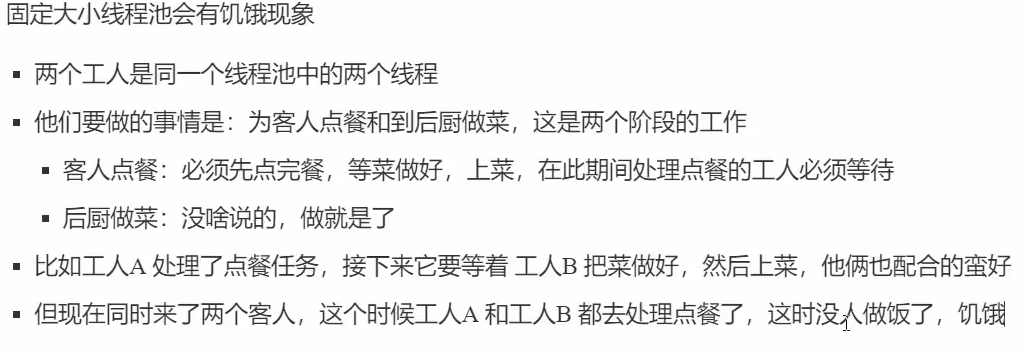 固定大小线程池会有饥饿现象
▪ 两个工人是同一个线程池中的两个线程
▪ 他们要做的事情是：为客人点餐和到后厨做菜，这是两个阶段的工作
▪ 客人点餐：必须先点完餐，等菜做好，上菜，在此期间处理点餐的工人必须等待
▪ 后厨做菜：没啥说的，做就是了
▪ 比如工人A 处理了点餐任务，接下来它要等着 工人B 把菜做好，然后上菜，他俩也配合的蛮好
▪ 但现在同时来了两个客人，这个时候工人A 和工人B 都去处理点餐了，这时没人做饭了，饥饿